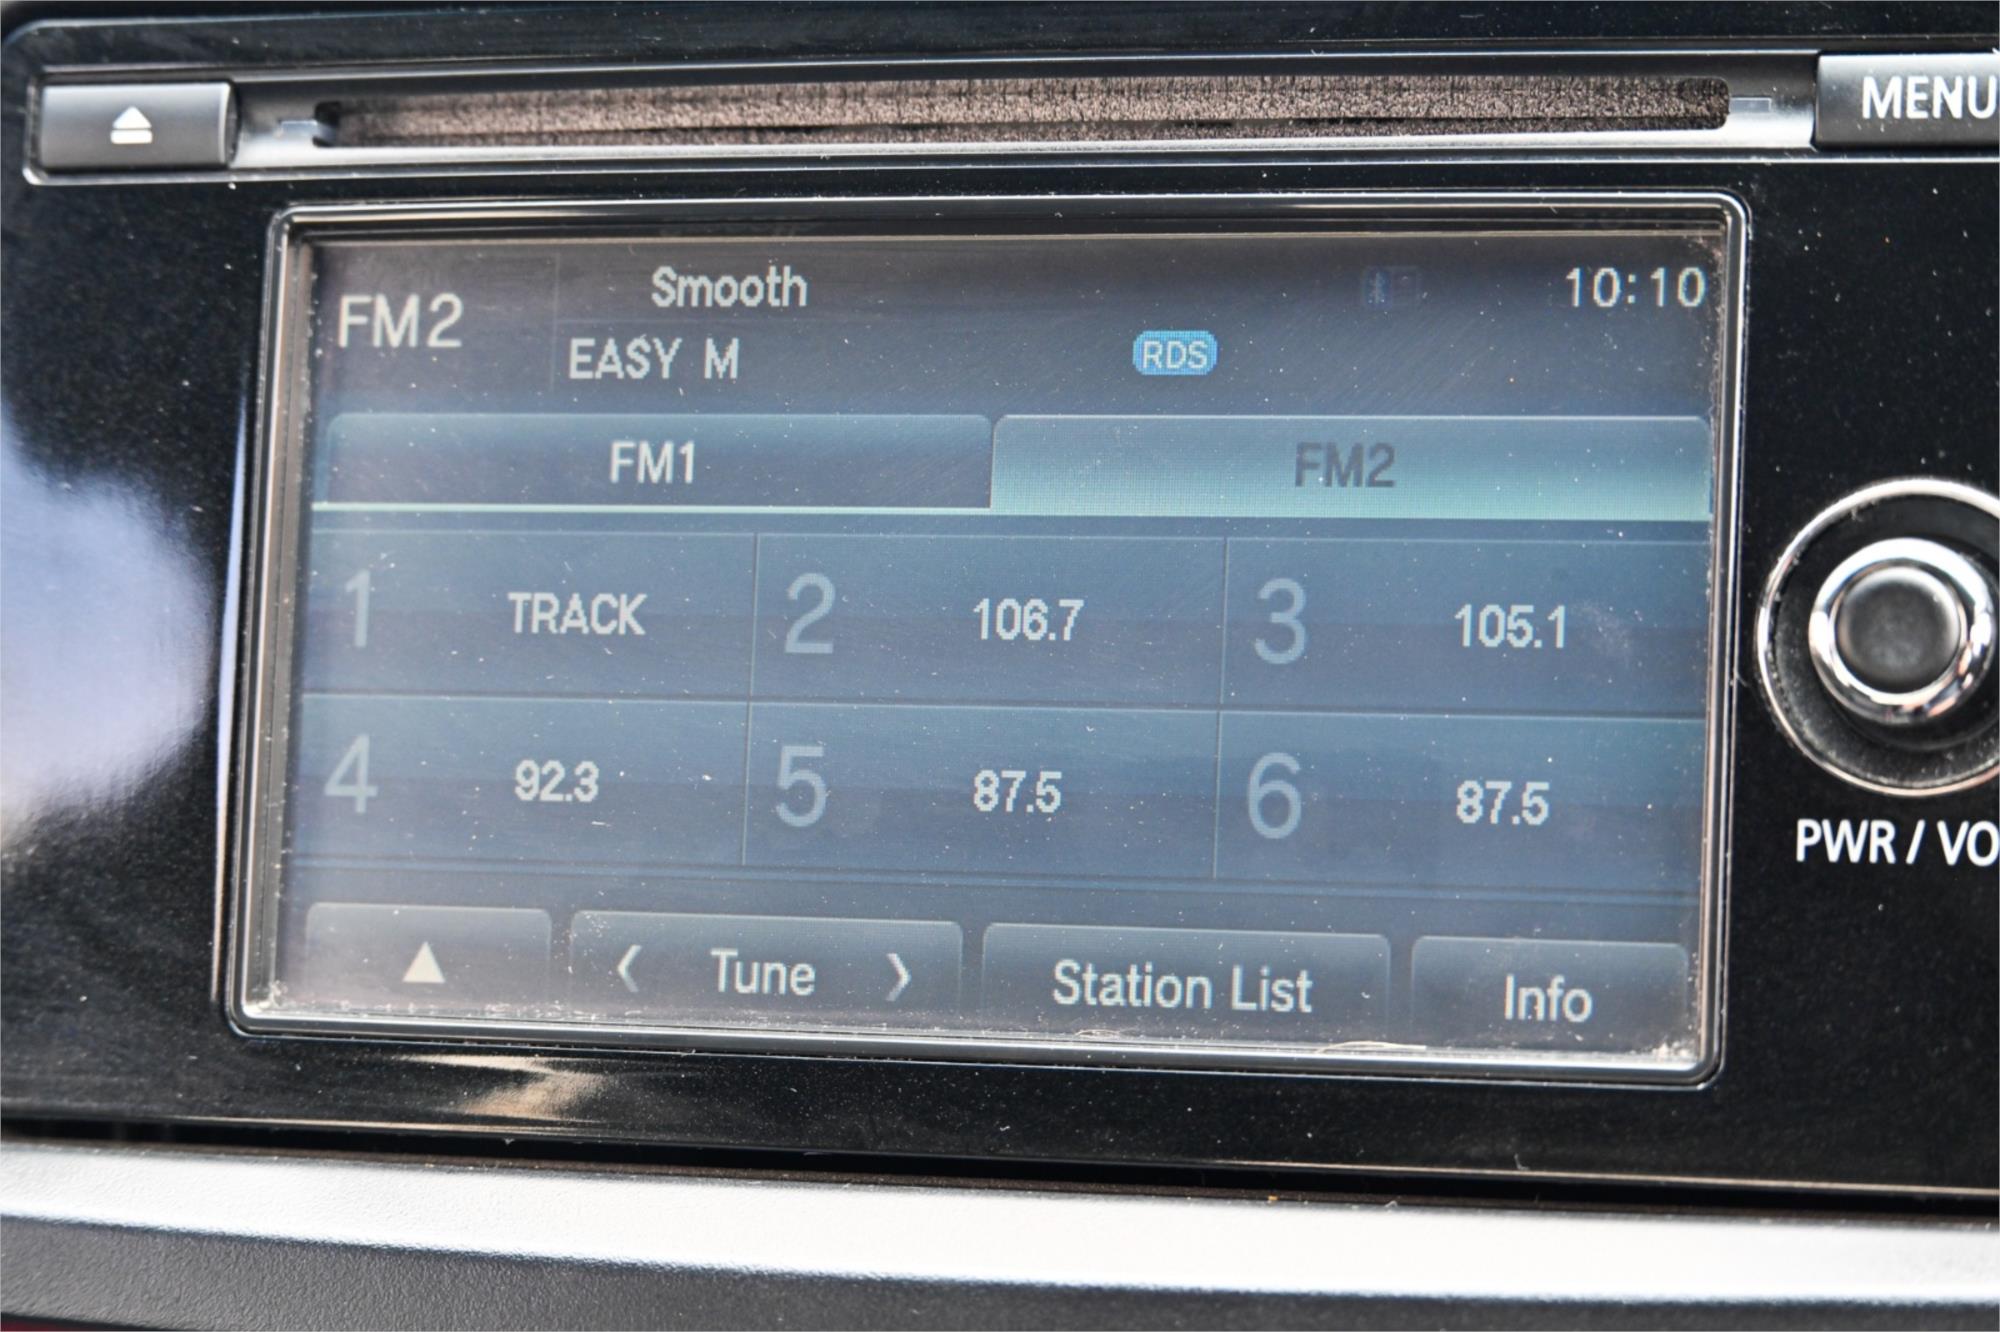 MENU
Smooth
10:10
FM2
EASY M
RDS
FM1
FM2
1 TRACK
2 106.7
3 105.1
4 92.3
5 87.5
6 87.5
Tune
Station List
Info
PWR / VO